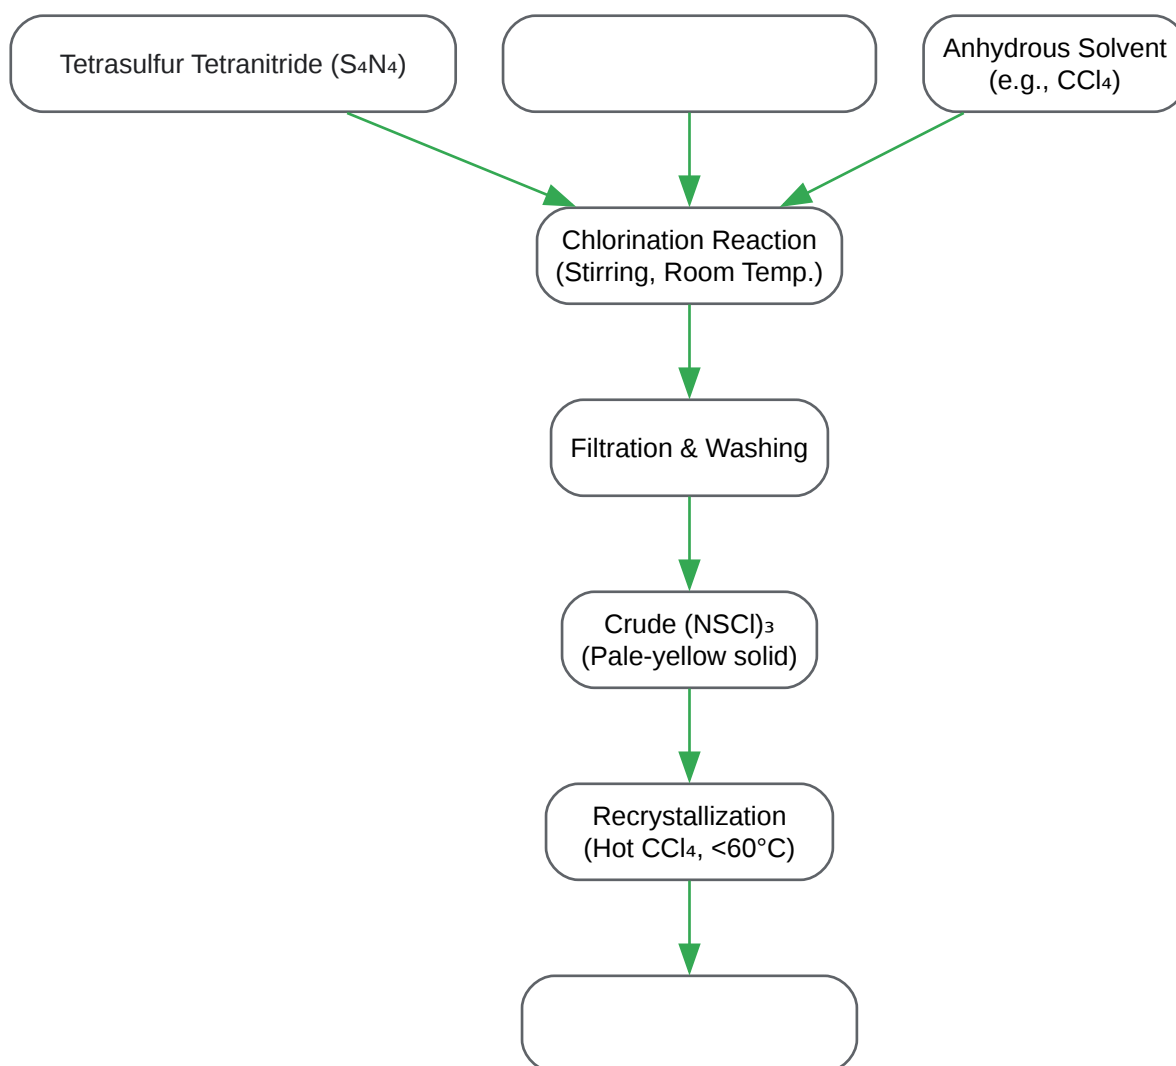 Tetrasulfur Tetranitride (S₄N₄)
Anhydrous Solvent
(e.g., CCl₄)
Chlorination Reaction
(Stirring, Room Temp.)
Filtration & Washing
Crude (NSCl)₃
(Pale-yellow solid)
Recrystallization
(Hot CCl₄, <60°C)